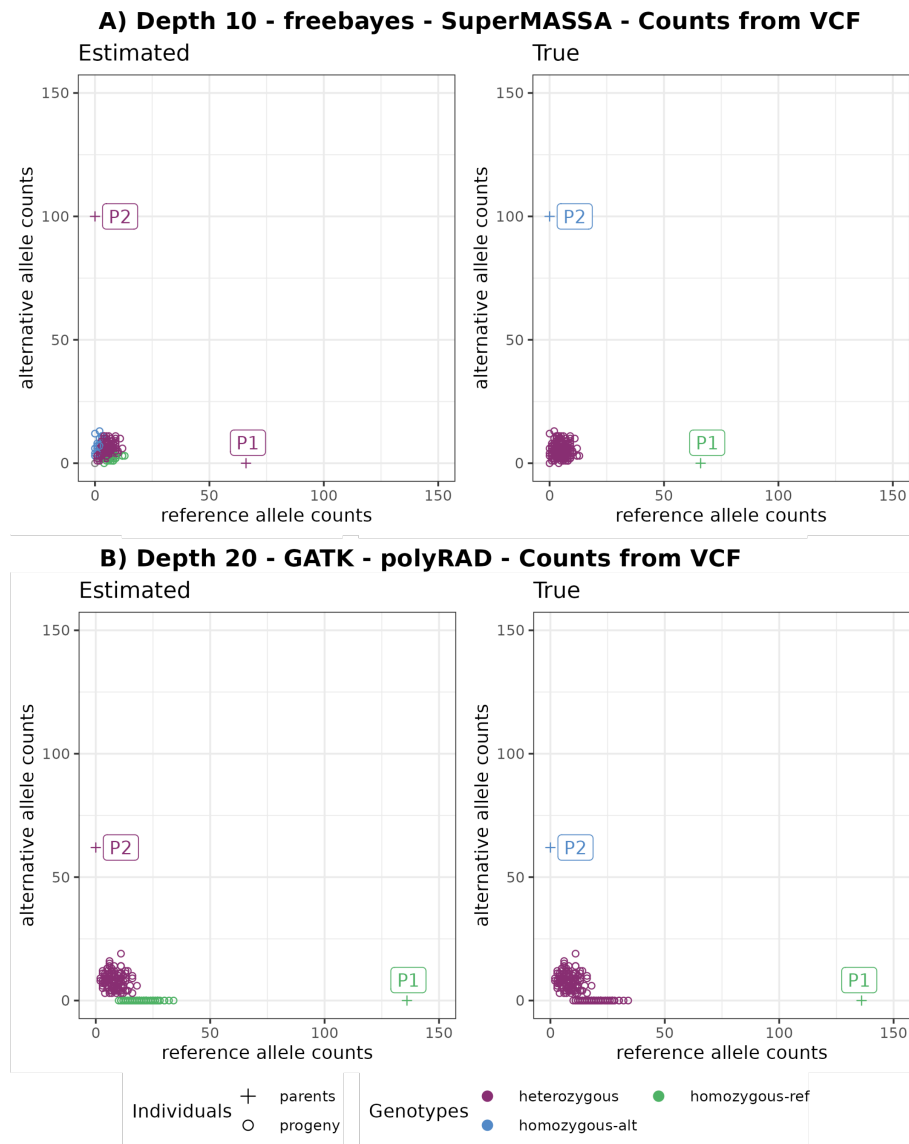 A) Depth 10 - freebayes - SuperMASSA - Counts from VCF
Estimated
True
150
100
50
0
alternative allele counts
P2
P1
0 50 100 150
reference allele counts
150
100
50
0
alternative allele counts
P2
P1
0 50 100 150
reference allele counts
B) Depth 20 - GATK - polyRAD - Counts from VCF
Estimated
True
150
100
50
0
alternative allele counts
P2
P1
0 50 100 150
reference allele counts
150
100
50
0
alternative allele counts
P2
P1
0 50 100 150
reference allele counts
Individuals
parents
progeny
Genotypes
heterozygous
homozygous-alt
homozygous-ref